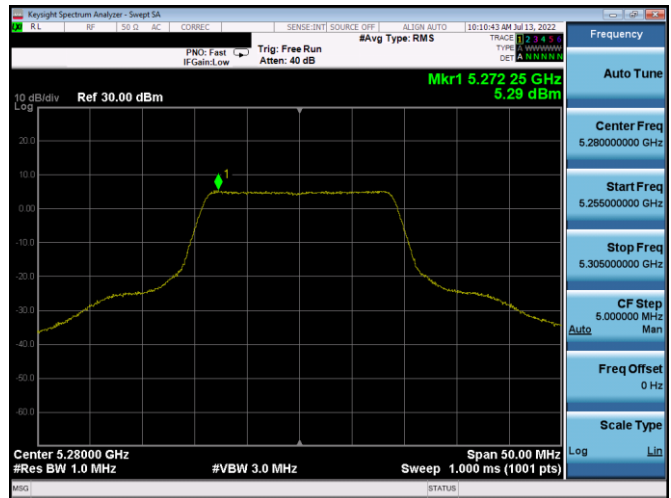 Keysight Spectrum Analyzer - Swept SA
RL RF 50 Ω AC CORREC SENSE:INT SOURCE OFF ALIGN AUTO 10:10:43 AM Jul 13, 2022
#Avg Type: RMS
TRACE 1 2 3 4 5 6
PNO: Fast Trig: Free Run TYPE A WWWWW
IFGain:Low Atten: 40 dB DET A N N N N N
Mkr1 5.272 25 GHz
5.29 dBm
10 dB/div Ref 30.00 dBm
Log
20.0
10.0
1
0.00
-10.0
-20.0
-30.0
-40.0
-50.0
-60.0
Center 5.28000 GHz Span 50.00 MHz
#Res BW 1.0 MHz #VBW 3.0 MHz Sweep 1.000 ms (1001 pts)
MSG STATUS
Frequency
Auto Tune
Center Freq
5.280000000 GHz
Start Freq
5.255000000 GHz
Stop Freq
5.305000000 GHz
CF Step
5.000000 MHz
Auto Man
Freq Offset
0 Hz
Scale Type
Log Lin